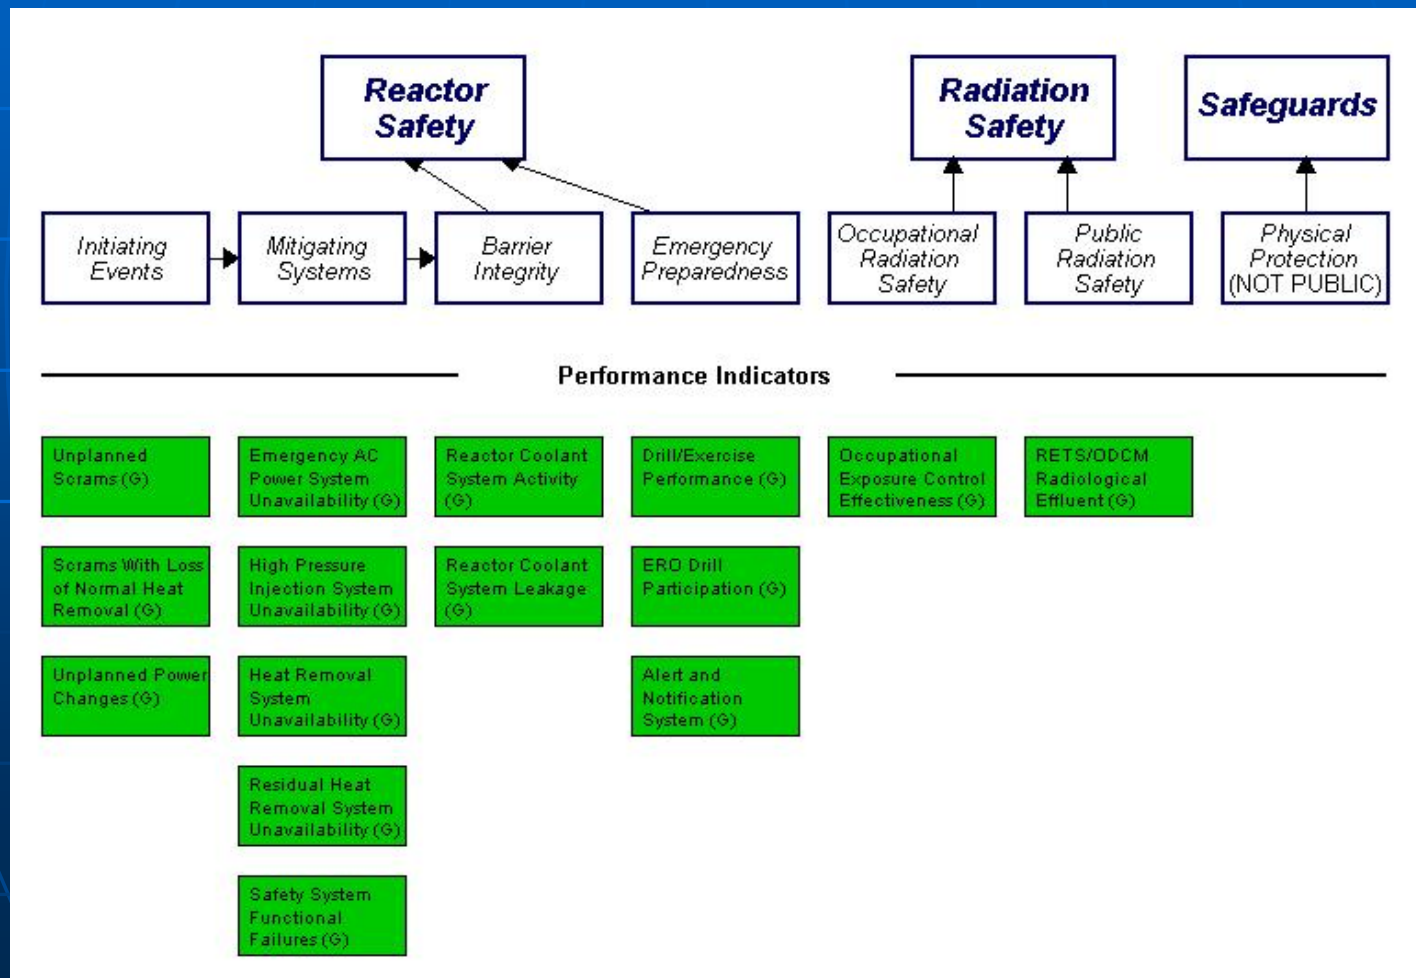 Reactor
Safety
Radiation
Safety
Safeguards
Initiating
Events
Mitigating
Systems
Barrier
Integrity
Emergency
Preparedness
Occupational
Radiation
Safety
Public
Radiation
Safety
Physical
Protection
(NOT PUBLIC)
Performance Indicators
Unplanned
Scrams (G)
Emergency AC
Power System
Unavailability (G)
Reactor Coolant
System Activity
(G)
Drill/Exercise
Performance (G)
Occupational
Exposure Control
Effectiveness (G)
RETS/ODCM
Radiological
Effluent (G)
Scrams With Loss
of Normal Heat
Removal (G)
High Pressure
Injection System
Unavailability (G)
Reactor Coolant
System Leakage
(G)
ERO Drill
Participation (G)
Unplanned Power
Changes (G)
Heat Removal
System
Unavailability (G)
Alert and
Notification
System (G)
Residual Heat
Removal System
Unavailability (G)
Safety System
Functional
Failures (G)